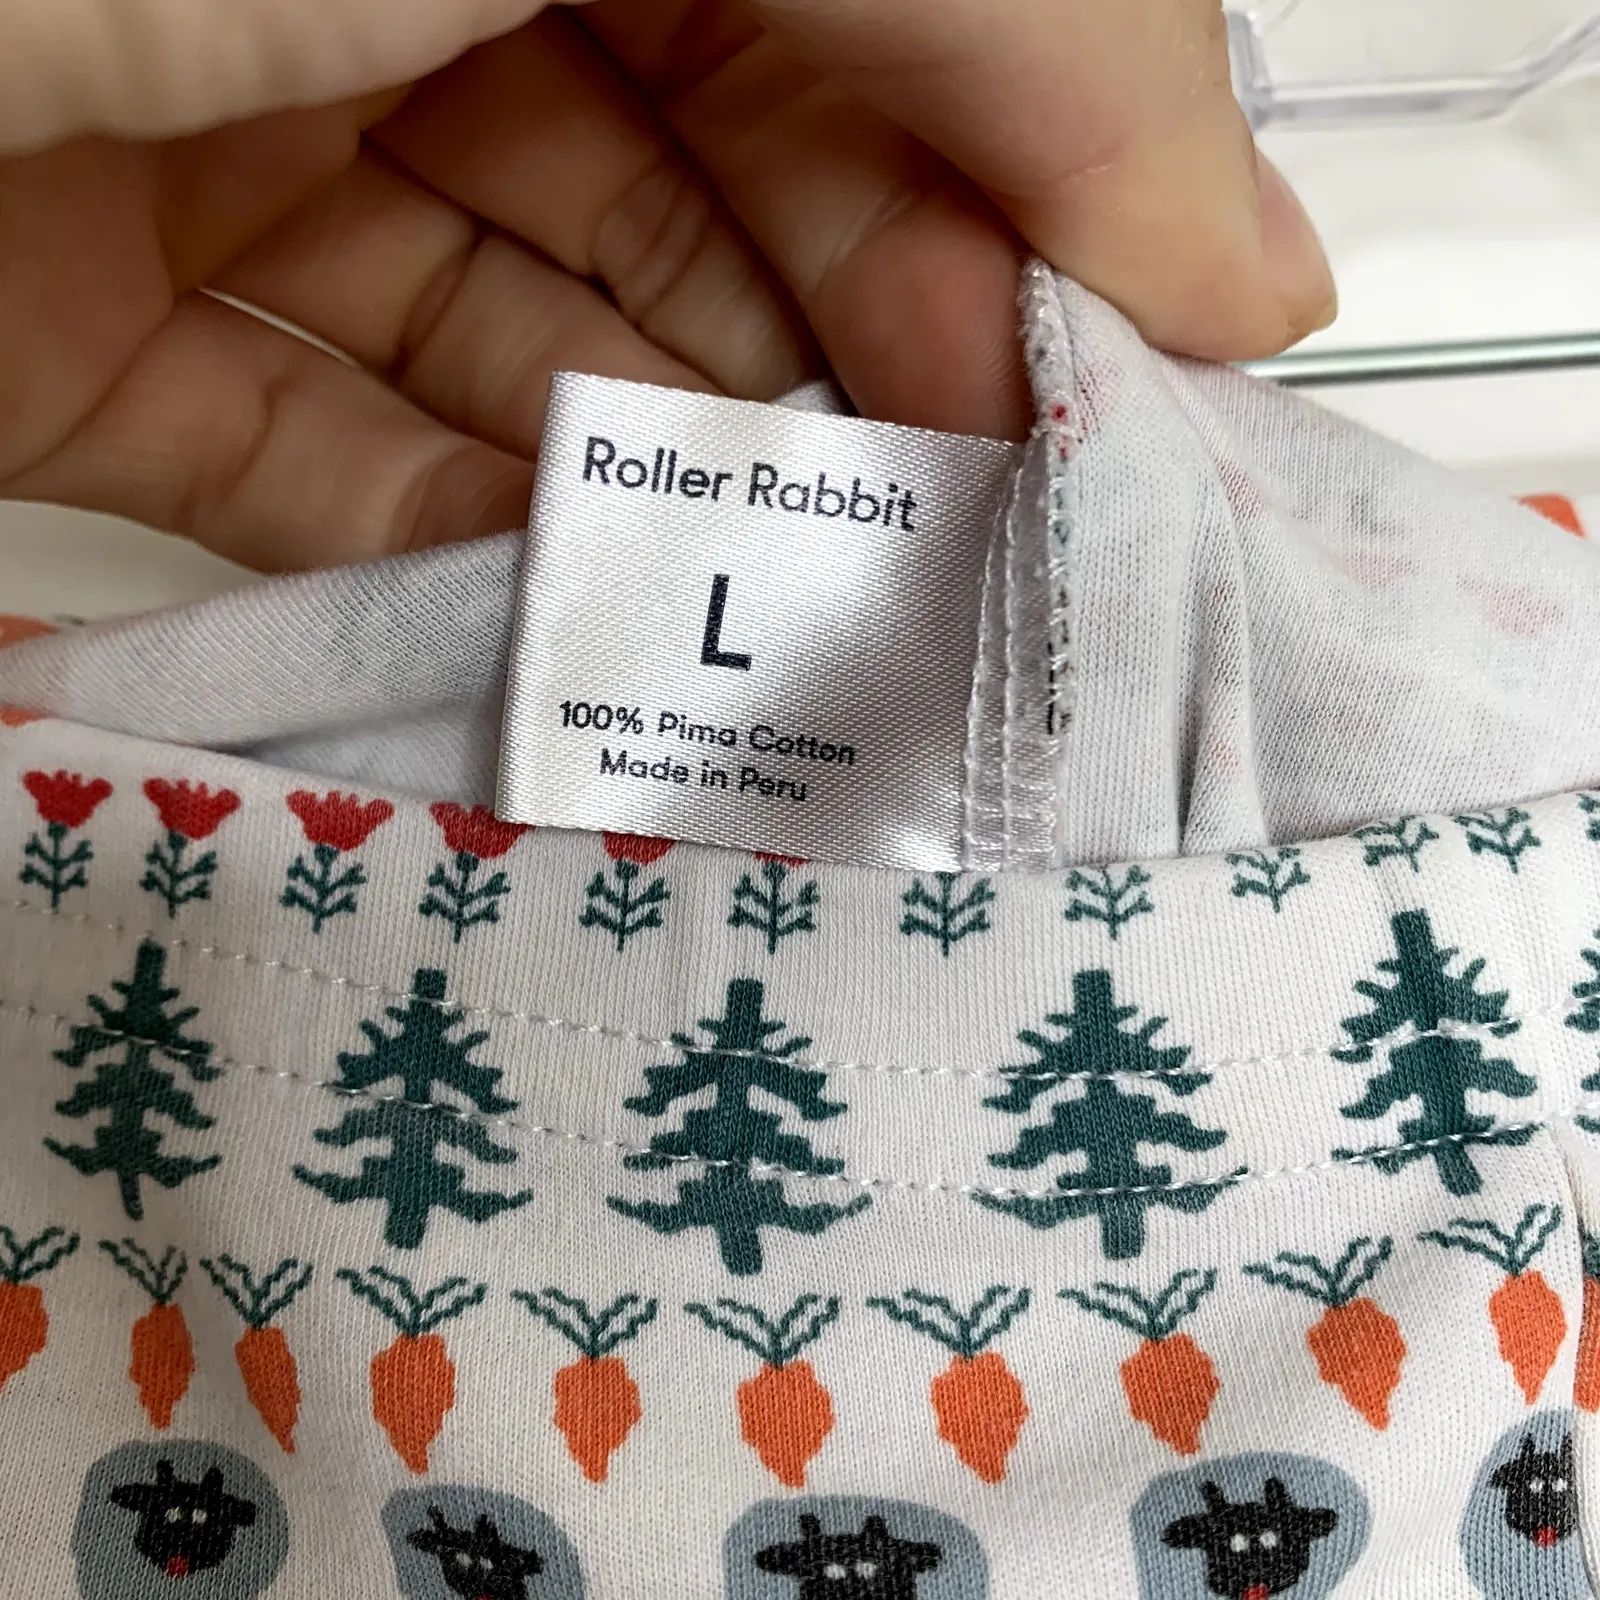 Roller Rabbit
L
100% Pima Cotton
Made in Peru